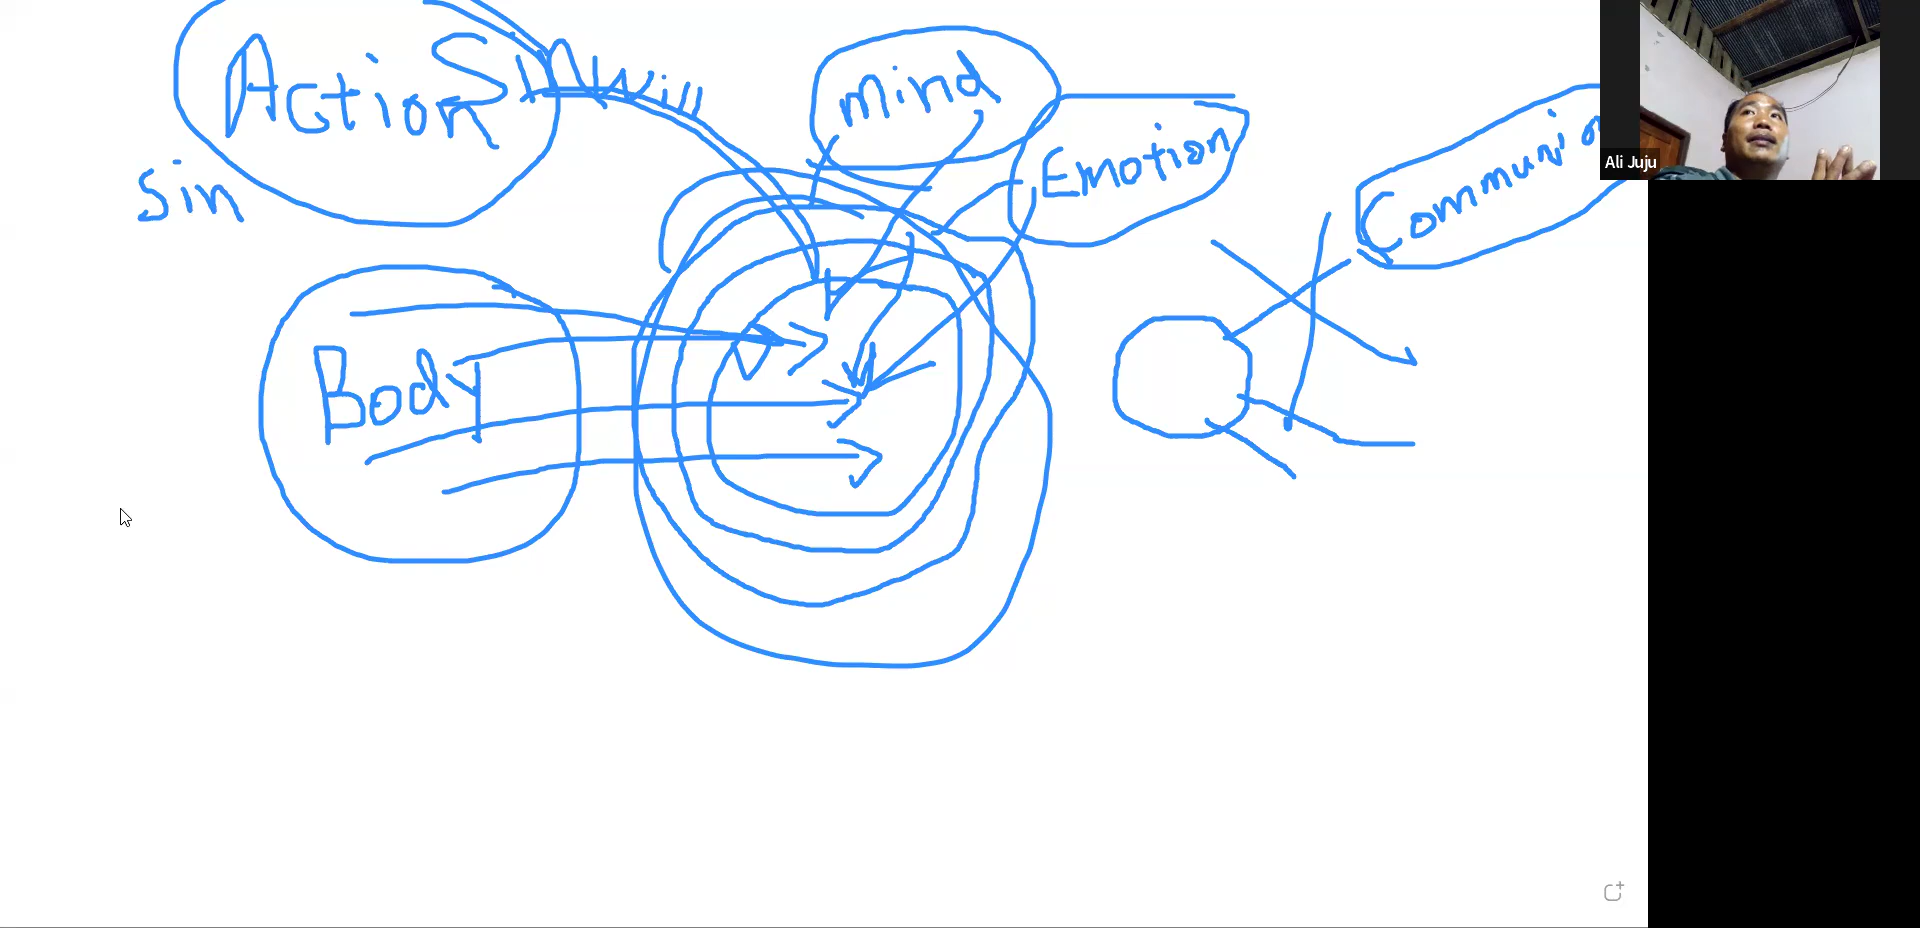 Action
Sin will
mind
Emotion
Communi
Ali Juju
sin
Body